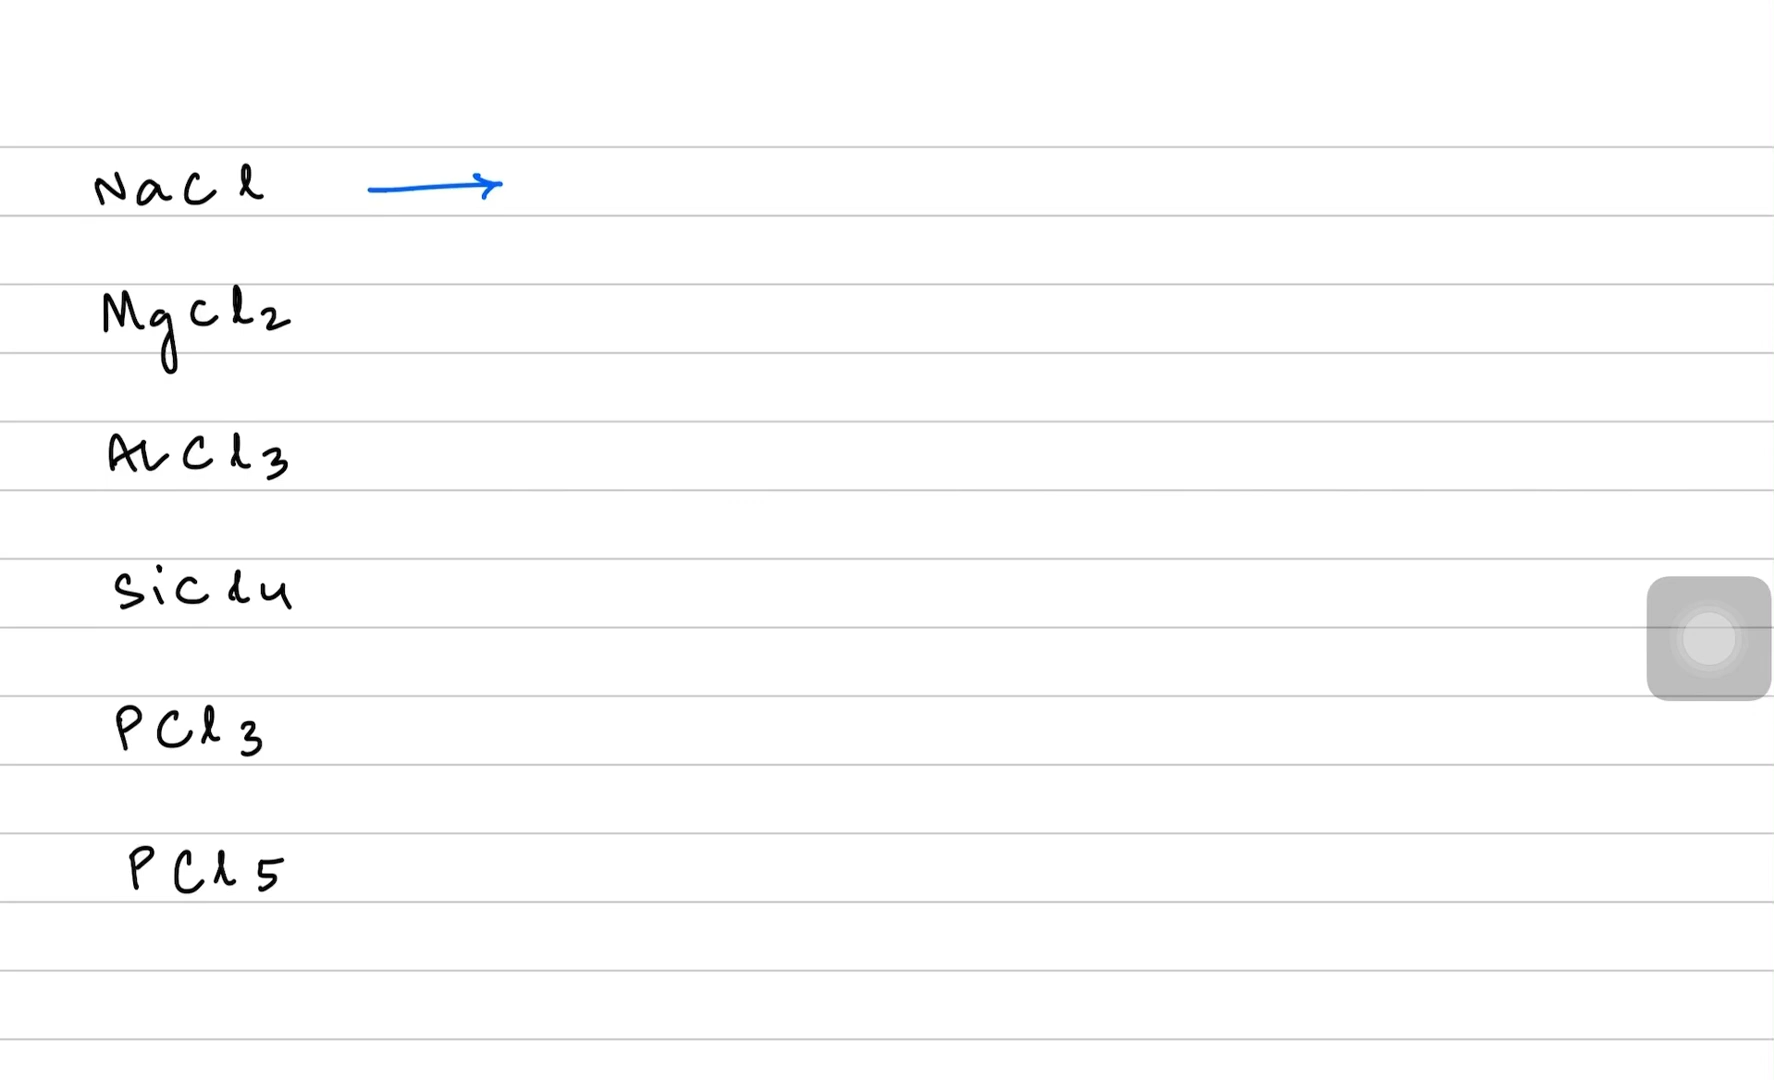 NaCl →
MgCl2
AlCl3
SiCl4
PCl3
PCl5